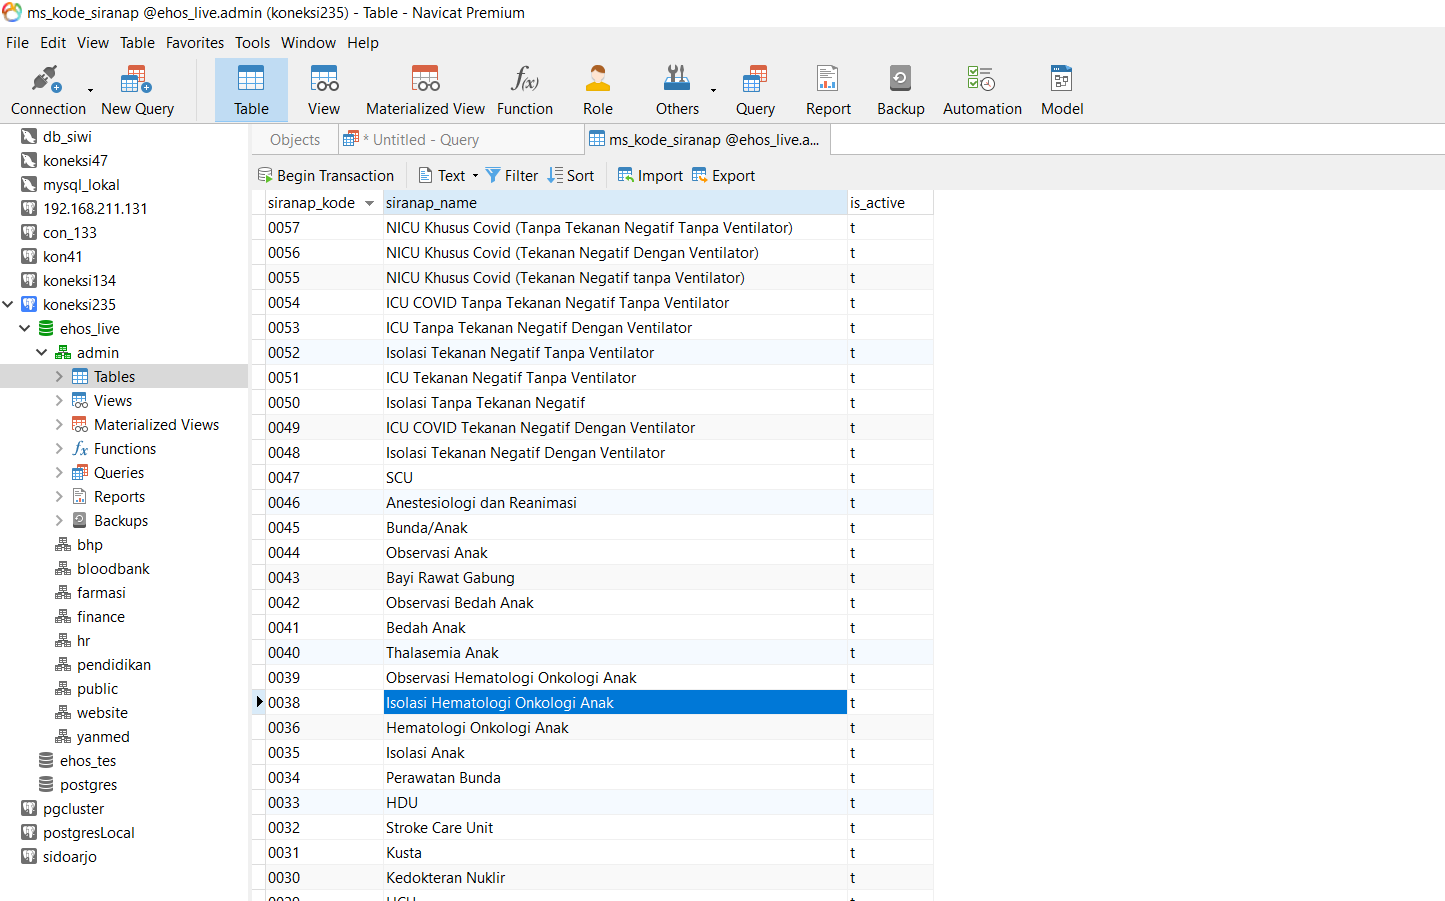 ms_kode_siranap @ehos_live.admin (koneksi235) - Table - Navicat Premium
File Edit View Table Favorites Tools Window Help
Connection New Query Table View Materialized View Function Role Others Query Report Backup Automation Model
Objects * Untitled - Query ms_kode_siranap @ehos_live.a...
Begin Transaction Text Filter Sort Import Export
db_siwi
koneksi47
mysql_lokal
192.168.211.131
con_133
kon41
koneksi134
koneksi235
ehos_live
admin
Tables
Views
Materialized Views
Functions
Queries
Reports
Backups
bhp
bloodbank
farmasi
finance
hr
pendidikan
public
website
yanmed
ehos_tes
postgres
pgcluster
postgresLocal
sidoarjo
siranap_kode siranap_name is_active
0057 NICU Khusus Covid (Tanpa Tekanan Negatif Tanpa Ventilator) t
0056 NICU Khusus Covid (Tekanan Negatif Dengan Ventilator) t
0055 NICU Khusus Covid (Tekanan Negatif tanpa Ventilator) t
0054 ICU COVID Tanpa Tekanan Negatif Tanpa Ventilator t
0053 ICU Tanpa Tekanan Negatif Dengan Ventilator t
0052 Isolasi Tekanan Negatif Tanpa Ventilator t
0051 ICU Tekanan Negatif Tanpa Ventilator t
0050 Isolasi Tanpa Tekanan Negatif t
0049 ICU COVID Tekanan Negatif Dengan Ventilator t
0048 Isolasi Tekanan Negatif Dengan Ventilator t
0047 SCU t
0046 Anestesiologi dan Reanimasi t
0045 Bunda/Anak t
0044 Observasi Anak t
0043 Bayi Rawat Gabung t
0042 Observasi Bedah Anak t
0041 Bedah Anak t
0040 Thalasemia Anak t
0039 Observasi Hematologi Onkologi Anak t
0038 Isolasi Hematologi Onkologi Anak t
0036 Hematologi Onkologi Anak t
0035 Isolasi Anak t
0034 Perawatan Bunda t
0033 HDU t
0032 Stroke Care Unit t
0031 Kusta t
0030 Kedokteran Nuklir t